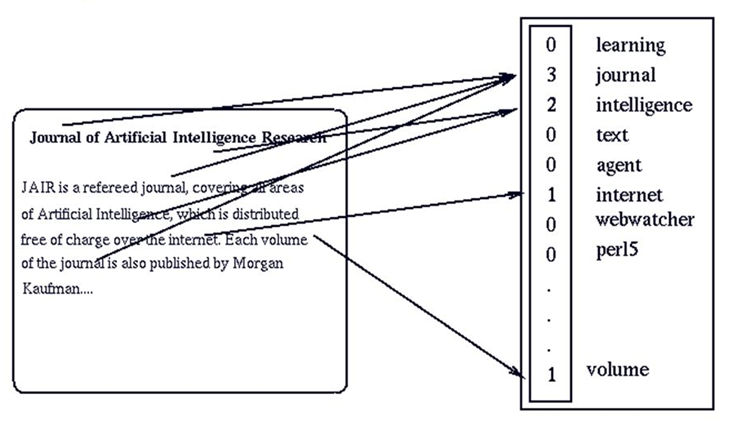 Journal of Artificial Intelligence Research
JAIR is a refereed journal, covering all areas
of Artificial Intelligence, which is distributed
free of charge over the internet. Each volume
of the journal is also published by Morgan
Kaufman....
0 learning
3 journal
2 intelligence
0 text
0 agent
1 internet
0 webwatcher
0 perl5
.
.
.
1 volume